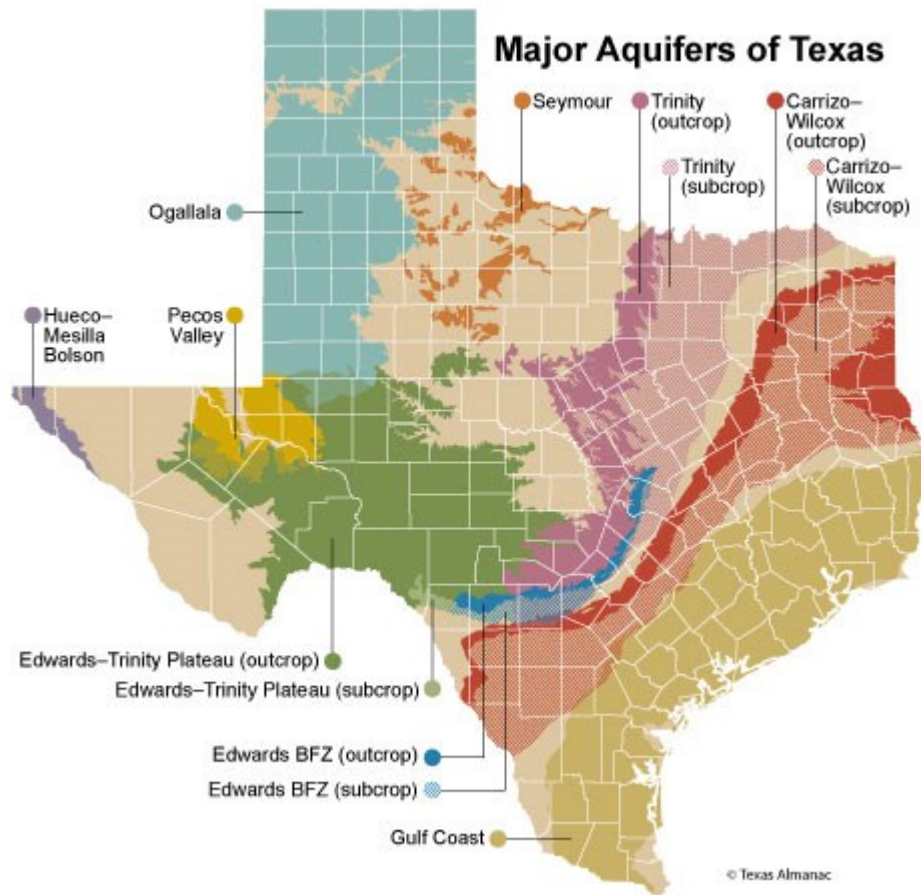 Major Aquifers of Texas
Seymour
Trinity
(outcrop)
Carrizo–
Wilcox
(outcrop)
Trinity
(subcrop)
Carrizo–
Wilcox
(subcrop)
Ogallala
Hueco–
Mesilla
Bolson
Pecos
Valley
Edwards–Trinity Plateau (outcrop)
Edwards–Trinity Plateau (subcrop)
Edwards BFZ (outcrop)
Edwards BFZ (subcrop)
Gulf Coast
© Texas Almanac